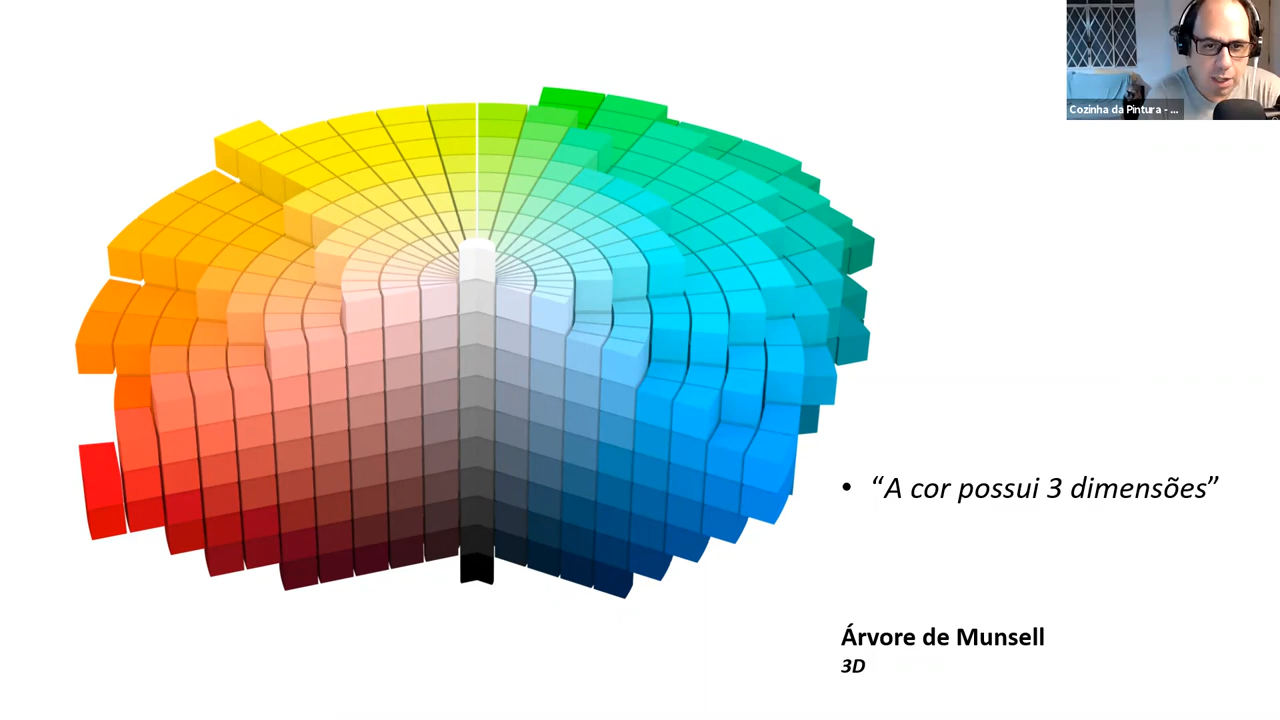 Cozinha da Pintura - ...
• “A cor possui 3 dimensões”
Árvore de Munsell
3D